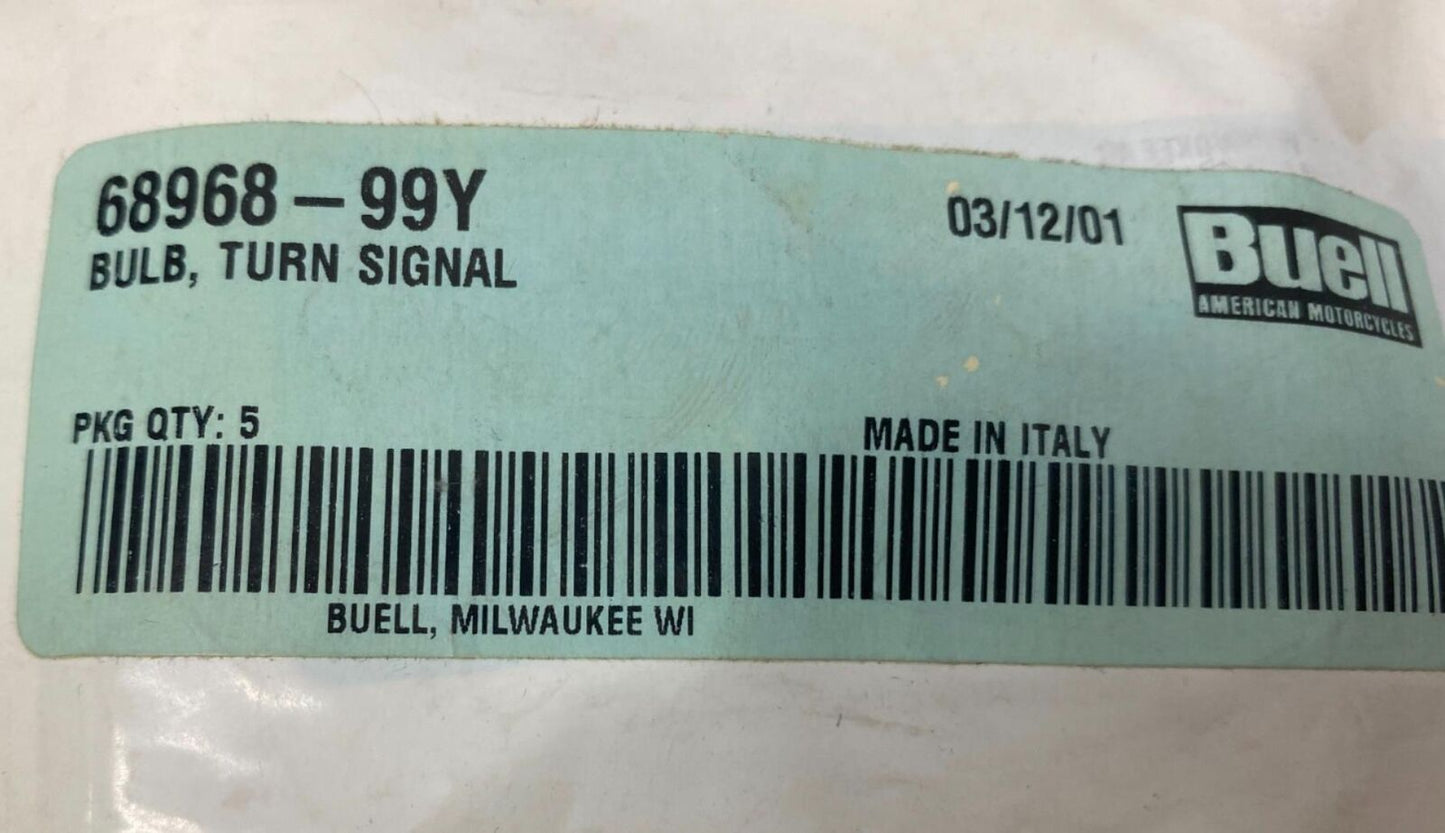 68968-99Y
BULB, TURN SIGNAL
03/12/01
Buell
AMERICAN MOTORCYCLES
PKG QTY: 5
MADE IN ITALY
BUELL, MILWAUKEE WI